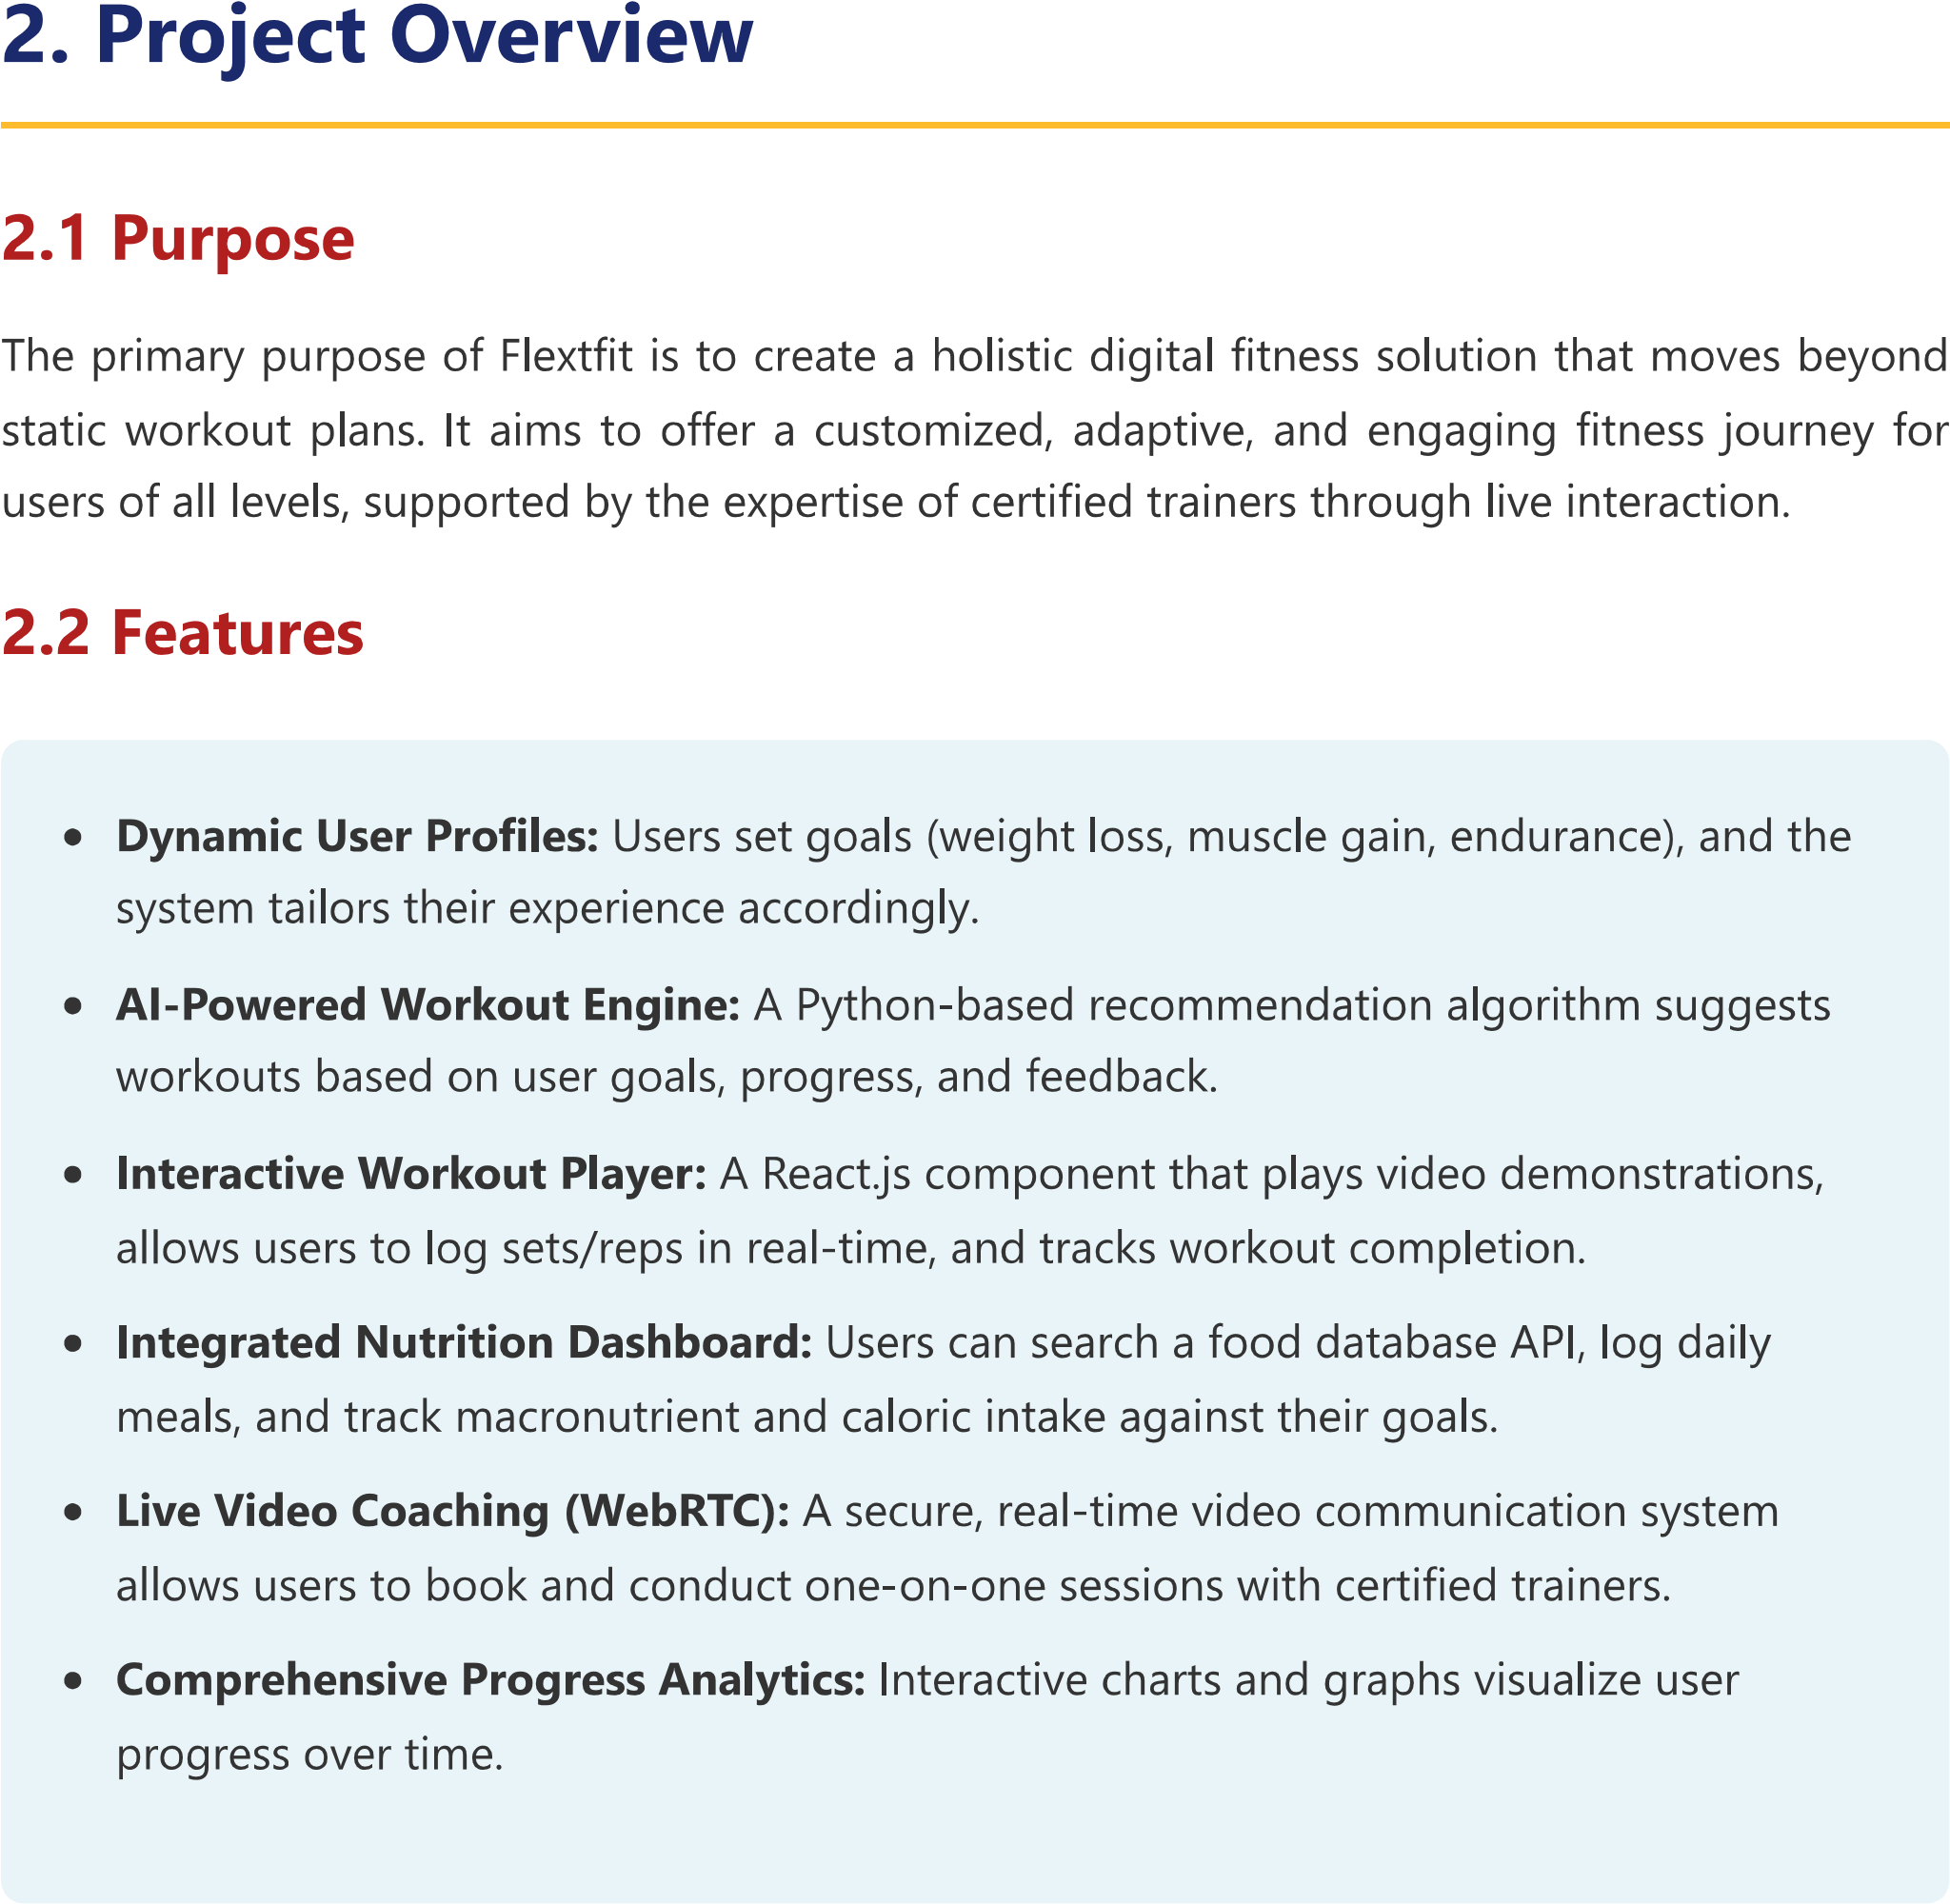 2. Project Overview
2.1 Purpose
The primary purpose of Flextfit is to create a holistic digital fitness solution that moves beyond
static workout plans. It aims to offer a customized, adaptive, and engaging fitness journey for
users of all levels, supported by the expertise of certified trainers through live interaction.
2.2 Features
• Dynamic User Profiles: Users set goals (weight loss, muscle gain, endurance), and the
system tailors their experience accordingly.
• AI-Powered Workout Engine: A Python-based recommendation algorithm suggests
workouts based on user goals, progress, and feedback.
• Interactive Workout Player: A React.js component that plays video demonstrations,
allows users to log sets/reps in real-time, and tracks workout completion.
• Integrated Nutrition Dashboard: Users can search a food database API, log daily
meals, and track macronutrient and caloric intake against their goals.
• Live Video Coaching (WebRTC): A secure, real-time video communication system
allows users to book and conduct one-on-one sessions with certified trainers.
• Comprehensive Progress Analytics: Interactive charts and graphs visualize user
progress over time.